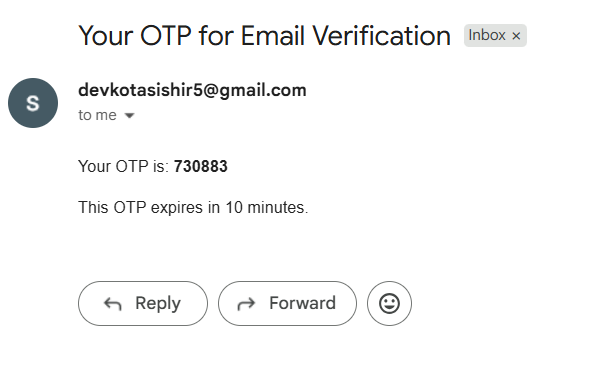 Your OTP for Email Verification Inbox ×
S
devkotasishir5@gmail.com
to me
Your OTP is: 730883
This OTP expires in 10 minutes.
Reply Forward